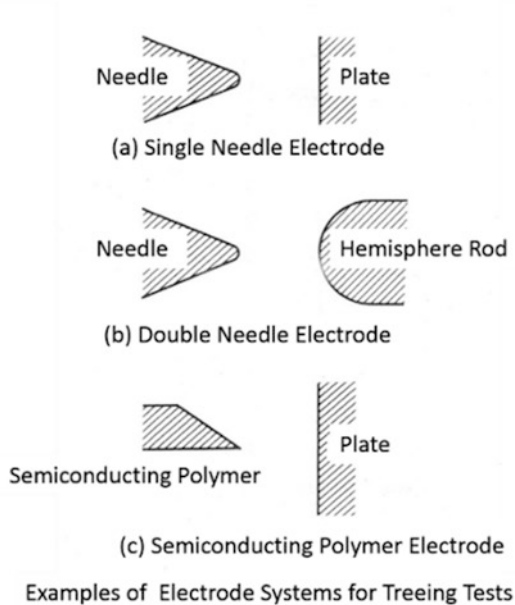 Needle Plate
(a) Single Needle Electrode
Needle Hemisphere Rod
(b) Double Needle Electrode
Plate
Semiconducting Polymer
(c) Semiconducting Polymer Electrode
Examples of Electrode Systems for Treeing Tests